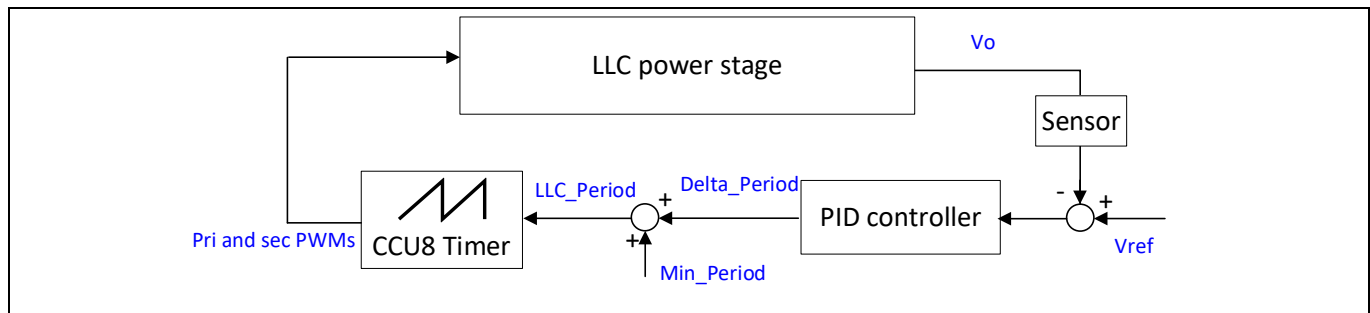 LLC power stage
Vo
Sensor
-
+
Vref
PID controller
Delta_Period
+
+
Min_Period
LLC_Period
CCU8 Timer
Pri and sec PWMs